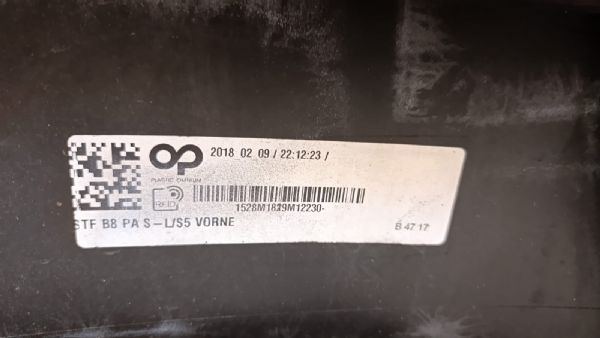 2018 02 09 / 22:12:23 /
PLASTIC OMNIUM
RFID
1528M1829M12230-
STF B8 PA S-L/S5 VORNE
B 47.17